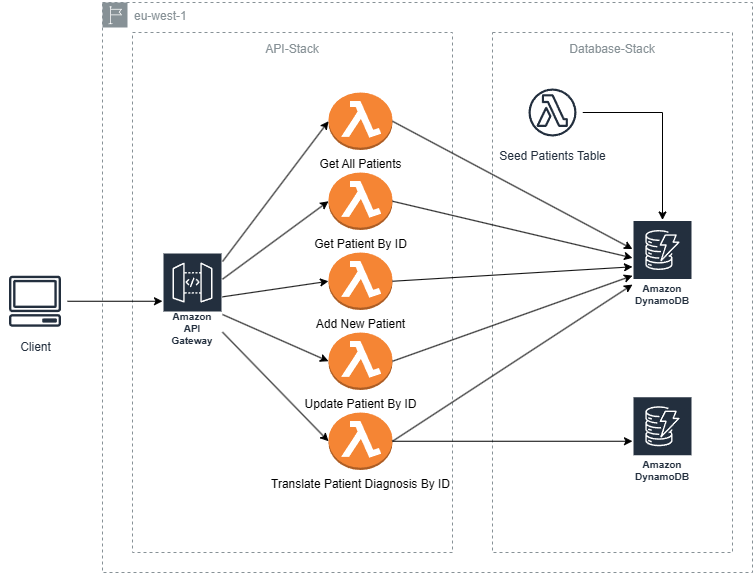 eu-west-1
API-Stack
Database-Stack
Get All Patients
Seed Patients Table
Get Patient By ID
Amazon
DynamoDB
Amazon
API
Gateway
Add New Patient
Client
Update Patient By ID
Amazon
DynamoDB
Translate Patient Diagnosis By ID